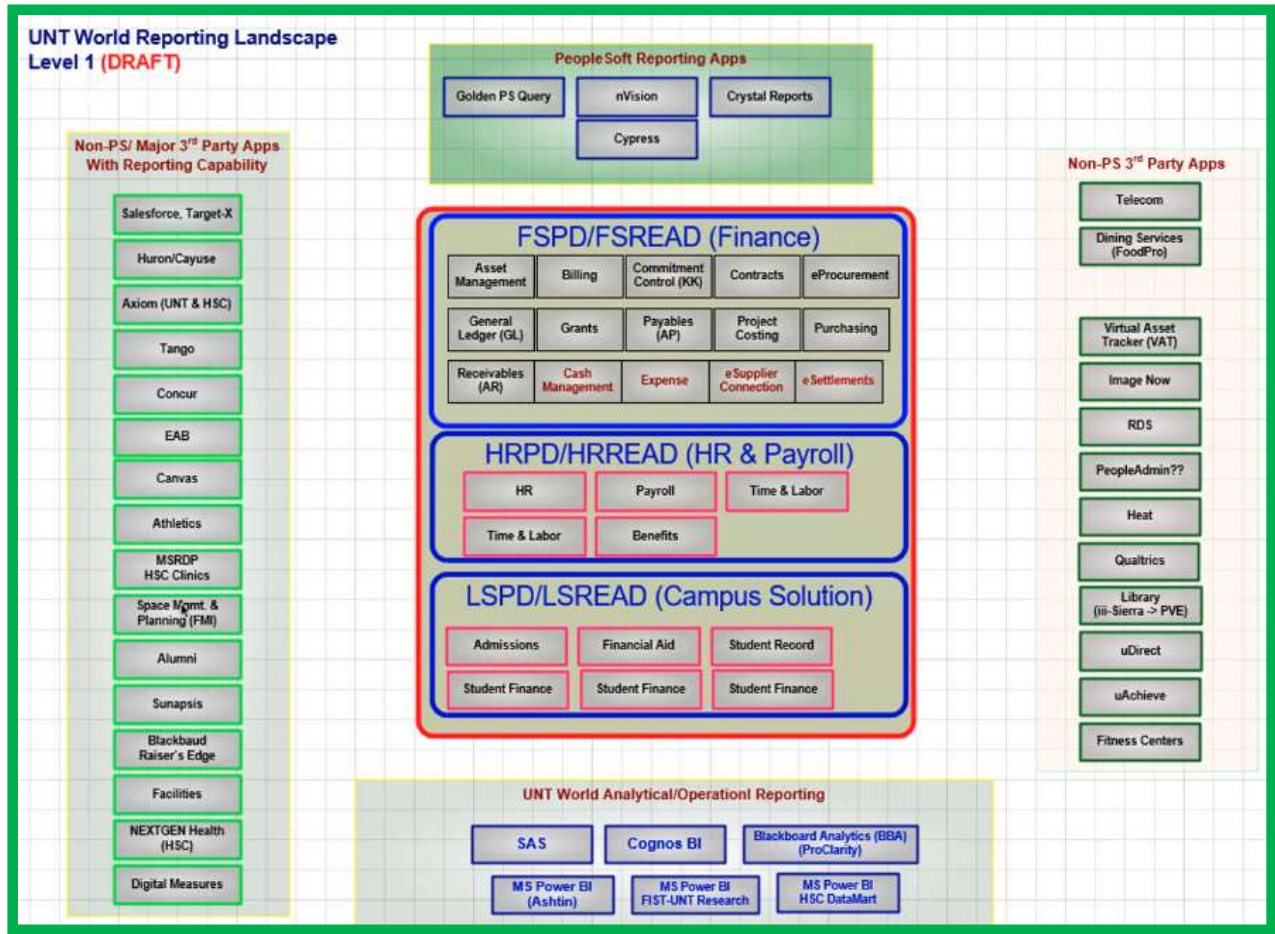 UNT World Reporting Landscape
Level 1 (DRAFT)
PeopleSoft Reporting Apps
Golden PS Query
nVision
Crystal Reports
Cypress
Non-PS/ Major 3rd Party Apps
With Reporting Capability
Salesforce, Target-X
Huron/Cayuse
Axiom (UNT & HSC)
Tango
Concur
EAB
Canvas
Athletics
MSRDP
HSC Clinics
Space Mgmt. &
Planning (FMI)
Alumni
Sunapsis
Blackbaud
Raiser's Edge
Facilities
NEXTGEN Health
(HSC)
Digital Measures
FSPD/FSREAD (Finance)
Asset
Management
Billing
Commitment
Control (KK)
Contracts
eProcurement
General
Ledger (GL)
Grants
Payables
(AP)
Project
Costing
Purchasing
Receivables
(AR)
Cash
Management
Expense
eSupplier
Connection
eSettlements
HRPD/HRREAD (HR & Payroll)
HR
Payroll
Time & Labor
Time & Labor
Benefits
LSPD/LSREAD (Campus Solution)
Admissions
Financial Aid
Student Record
Student Finance
Student Finance
Student Finance
Non-PS 3rd Party Apps
Telecom
Dining Services
(FoodPro)
Virtual Asset
Tracker (VAT)
Image Now
RDS
PeopleAdmin??
Heat
Qualtrics
Library
(iii-Sierra -> PVE)
uDirect
uAchieve
Fitness Centers
UNT World Analytical/Operationl Reporting
SAS
Cognos BI
Blackboard Analytics (BBA)
(ProClarity)
MS Power BI
(Ashtin)
MS Power BI
FIST-UNT Research
MS Power BI
HSC DataMart